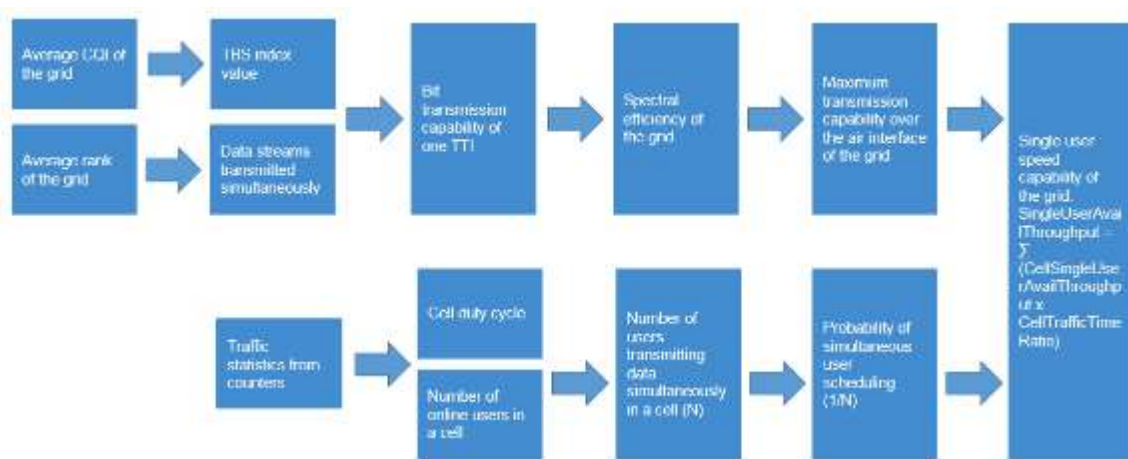 Average CQI of
the grid
TBS index
value
Average rank
of the grid
Data streams
transmitted
simultaneously
Bit
transmission
capability of
one TTI
Spectral
efficiency of
the grid
Maximum
transmission
capability over
the air interface
of the grid
Single user
speed
capability of
the grid.
SingleUserAvai
lThroughput =
∑
(CellSingleUse
rAvailThroughp
ut x
CellTrafficTime
Ratio)
Traffic
statistics from
counters
Cell duty cycle
Number of
online users in
a cell
Number of
users
transmitting
data
simultaneously
in a cell (N)
Probability of
simultaneous
user
scheduling
(1/N)